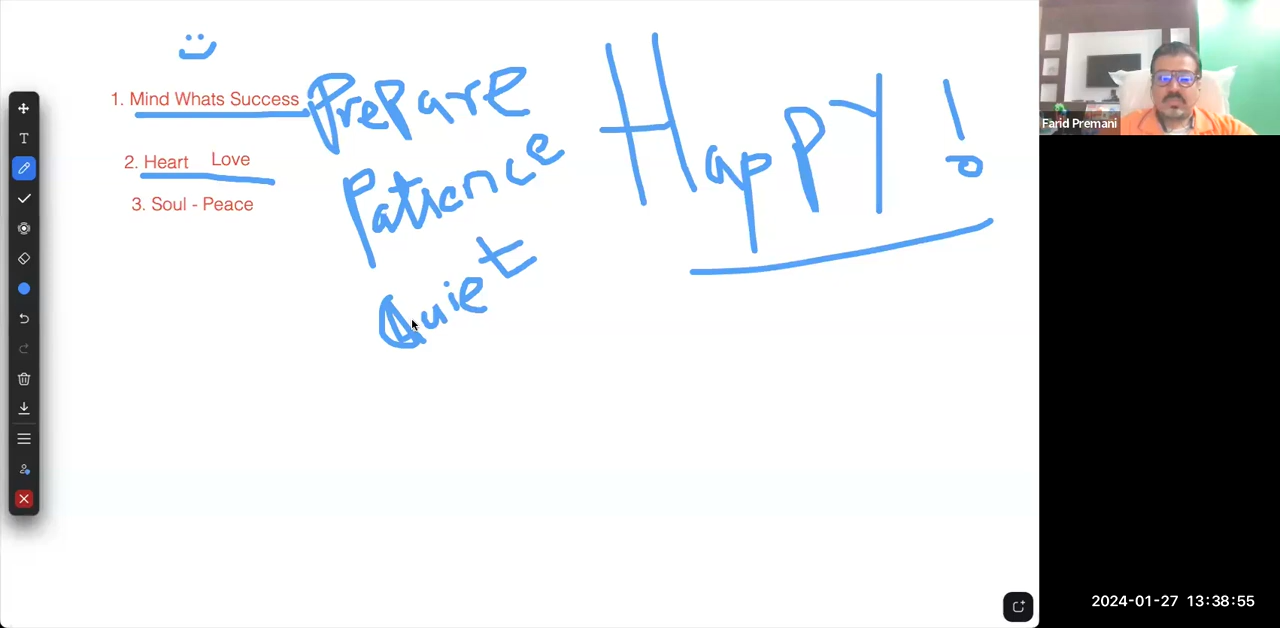 1. Mind Whats Success Prepare
2. Heart Love Patience
3. Soul - Peace Quiet
Happy !
Farid Premani
T
2024-01-27 13:38:55